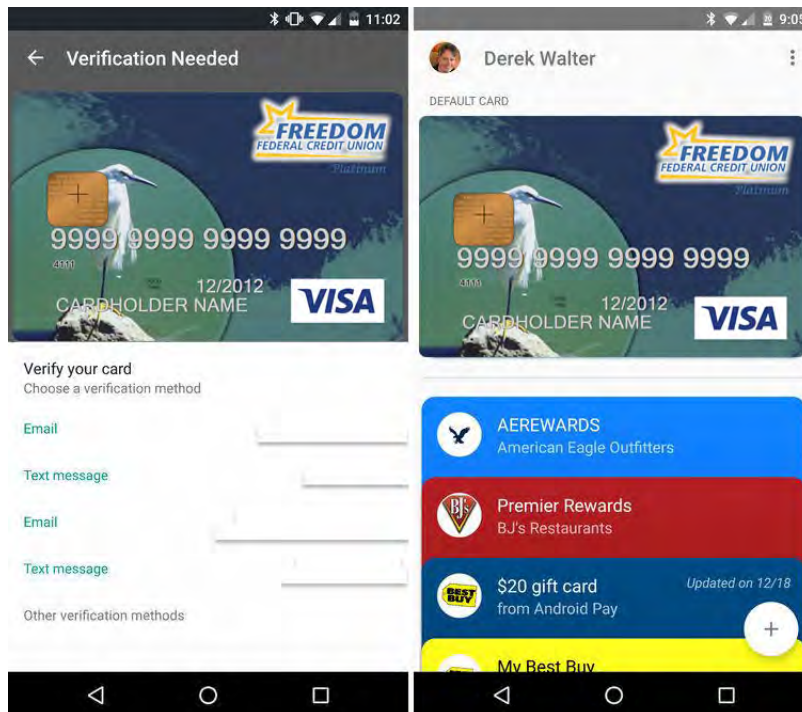 11:02
Verification Needed
FREEDOM
FEDERAL CREDIT UNION
Platinum
9999 9999 9999 9999
4111
12/2012
CARDHOLDER NAME
VISA
Verify your card
Choose a verification method
Email
Text message
Email
Text message
Other verification methods
20
9:05
Derek Walter
DEFAULT CARD
FREEDOM
FEDERAL CREDIT UNION
Platinum
9999 9999 9999 9999
4111
12/2012
CARDHOLDER NAME
VISA
AEREWARDS
American Eagle Outfitters
BJ's
Premier Rewards
BJ's Restaurants
BEST
BUY
$20 gift card
Updated on 12/18
from Android Pay
My Best Buy